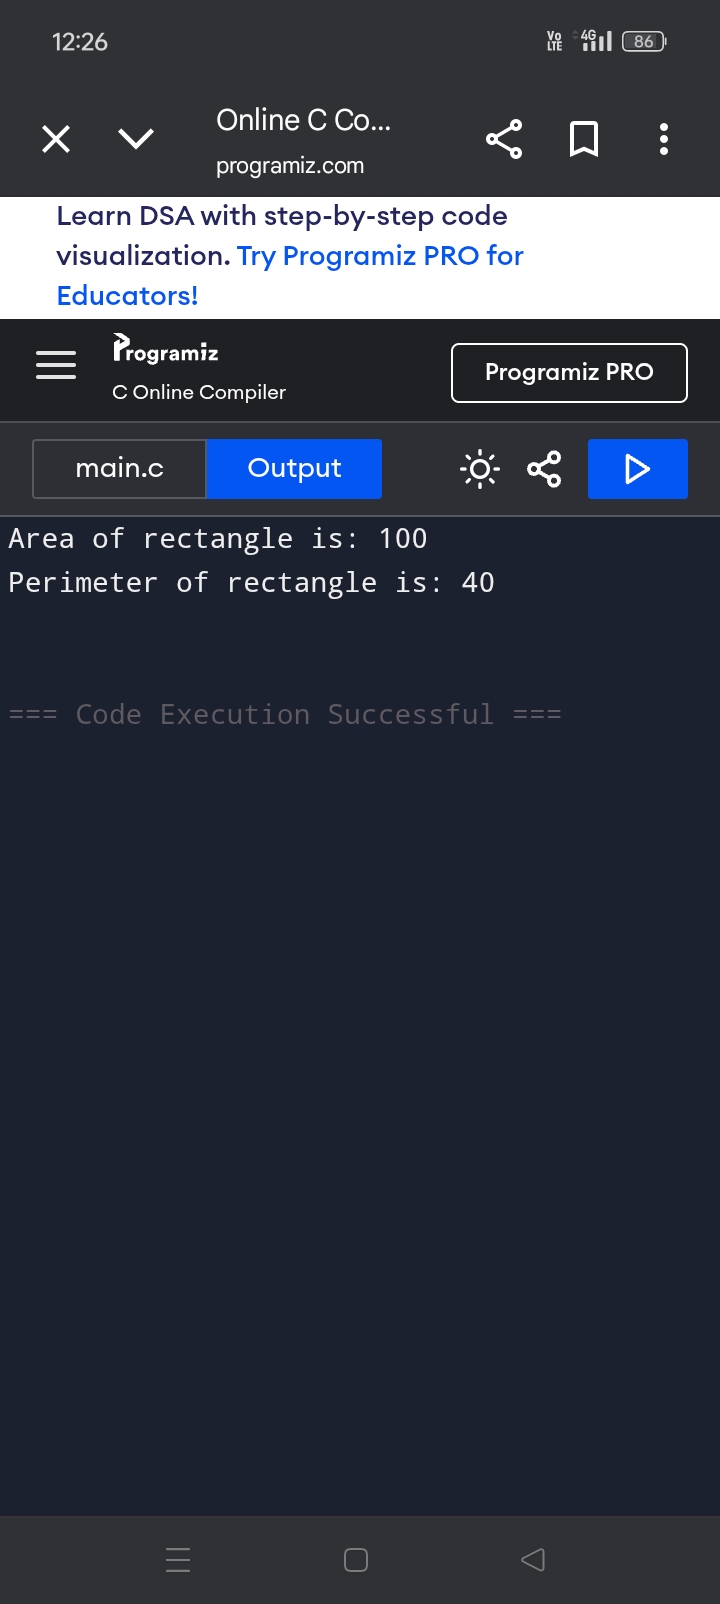 12:26
Vo LTE 4G 86
Online C Co...
programiz.com
Learn DSA with step-by-step code
visualization. Try Programiz PRO for
Educators!
Programiz
C Online Compiler
Programiz PRO
main.c
Output
Area of rectangle is: 100
Perimeter of rectangle is: 40
=== Code Execution Successful ===